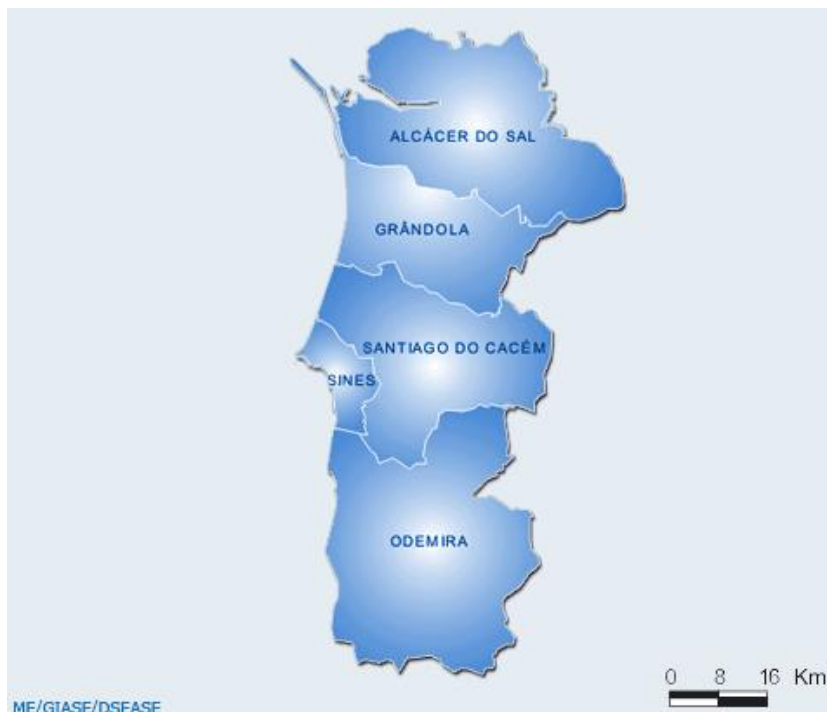 ALCÁCER DO SAL
GRÂNDOLA
SANTIAGO DO CACÉM
SINES
ODEMIRA
0 8 16 Km
ME/GIASE/DSEASE